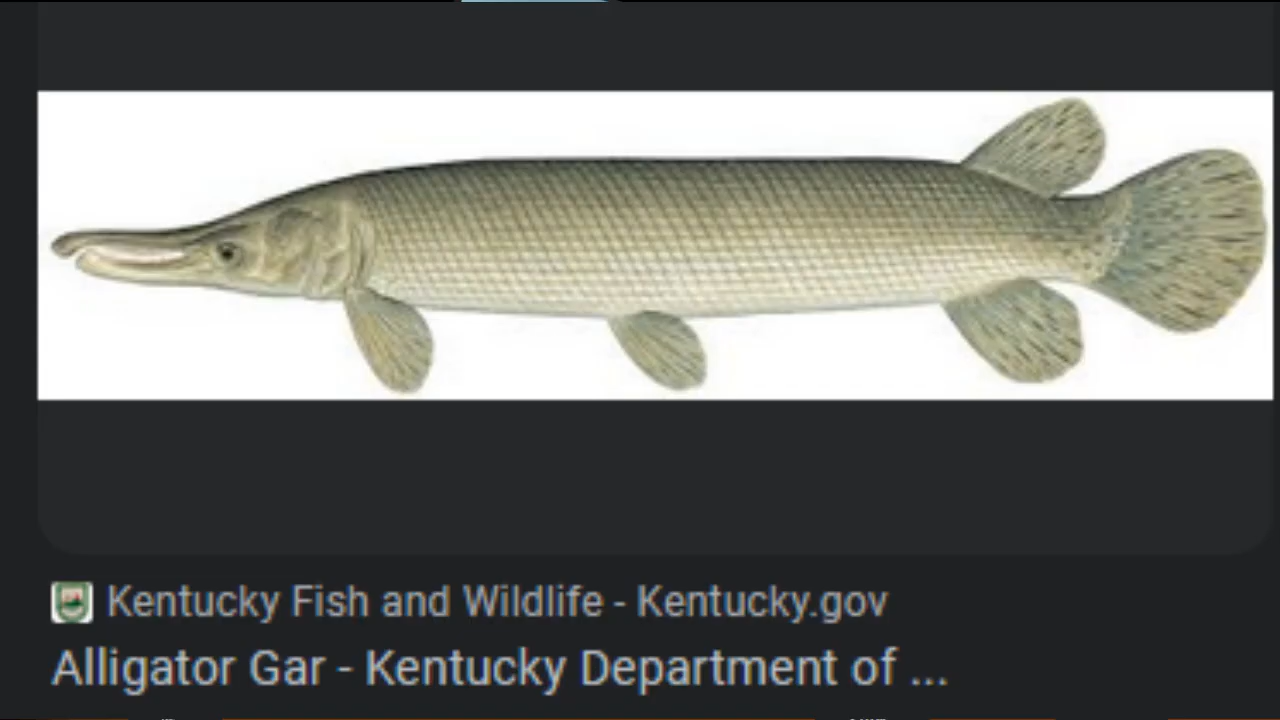 Kentucky Fish and Wildlife - Kentucky.gov
Alligator Gar - Kentucky Department of ...